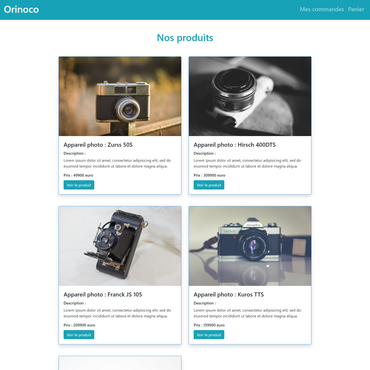 Orinoco
Mes commandes Panier
Nos produits
Appareil photo : Zurss 50S
Description :
Lorem ipsum dolor sit amet, consectetur adipisicing elit, sed do
eiusmod tempor incididunt ut labore et dolore magna aliqua.
Prix : 49900 euro
Voir le produit
Appareil photo : Hirsch 400DTS
Description :
Lorem ipsum dolor sit amet, consectetur adipisicing elit, sed do
eiusmod tempor incididunt ut labore et dolore magna aliqua.
Prix : 309900 euro
Voir le produit
Appareil photo : Franck JS 105
Description :
Lorem ipsum dolor sit amet, consectetur adipisicing elit, sed do
eiusmod tempor incididunt ut labore et dolore magna aliqua.
Prix : 209900 euro
Voir le produit
Appareil photo : Kuros TTS
Description :
Lorem ipsum dolor sit amet, consectetur adipisicing elit, sed do
eiusmod tempor incididunt ut labore et dolore magna aliqua.
Prix : 159900 euro
Voir le produit